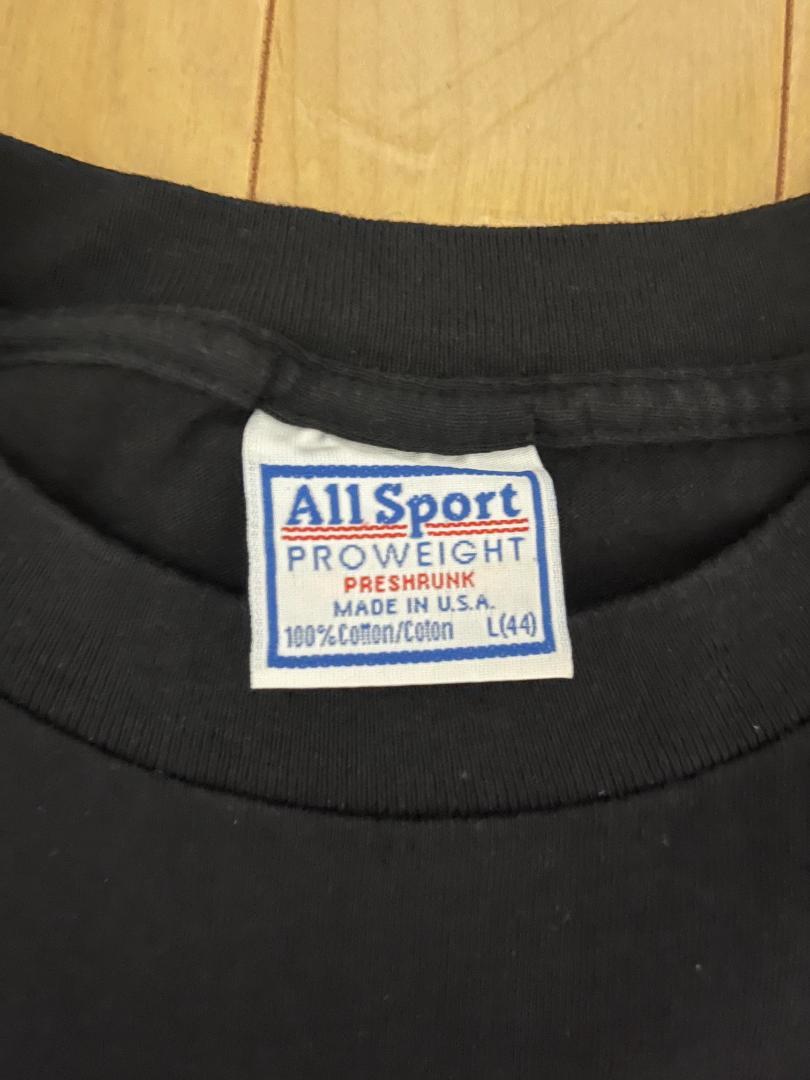 All Sport
PROWEIGHT
PRESHRUNK
MADE IN U.S.A.
100% Cotton/Coton L(44)